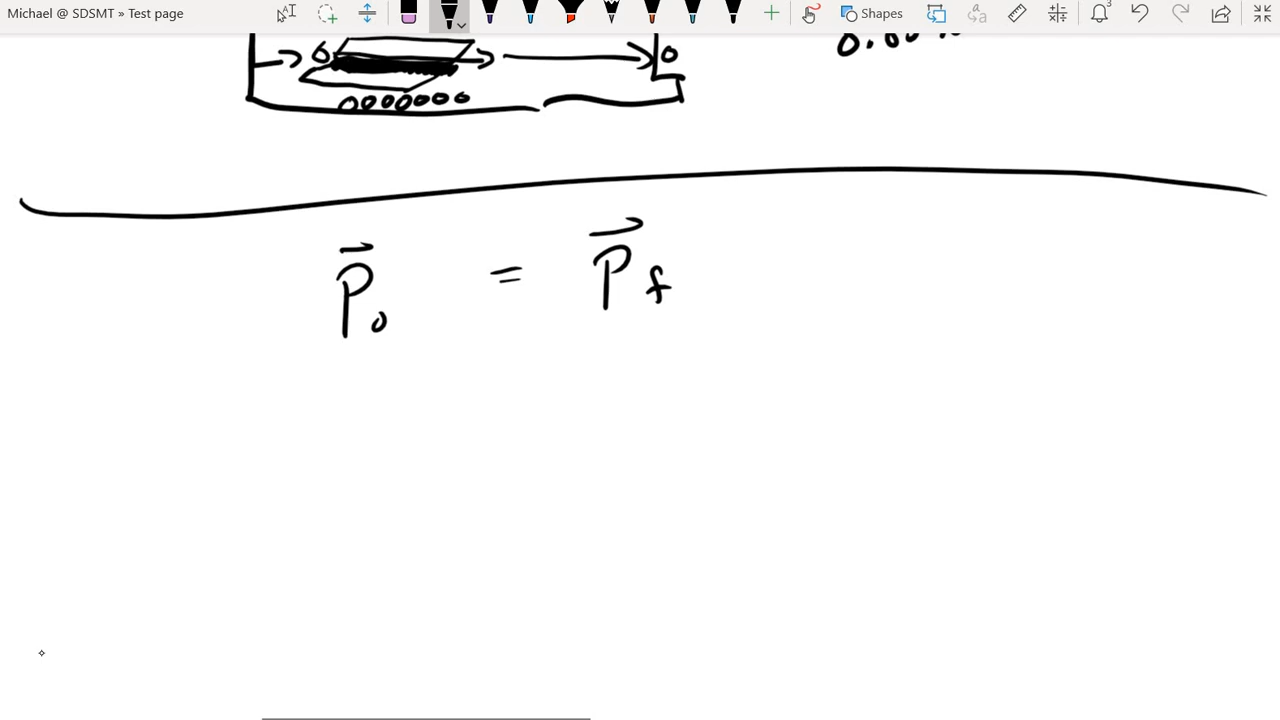 Michael @ SDSMT » Test page
Shapes
P⃗₀ = P⃗f